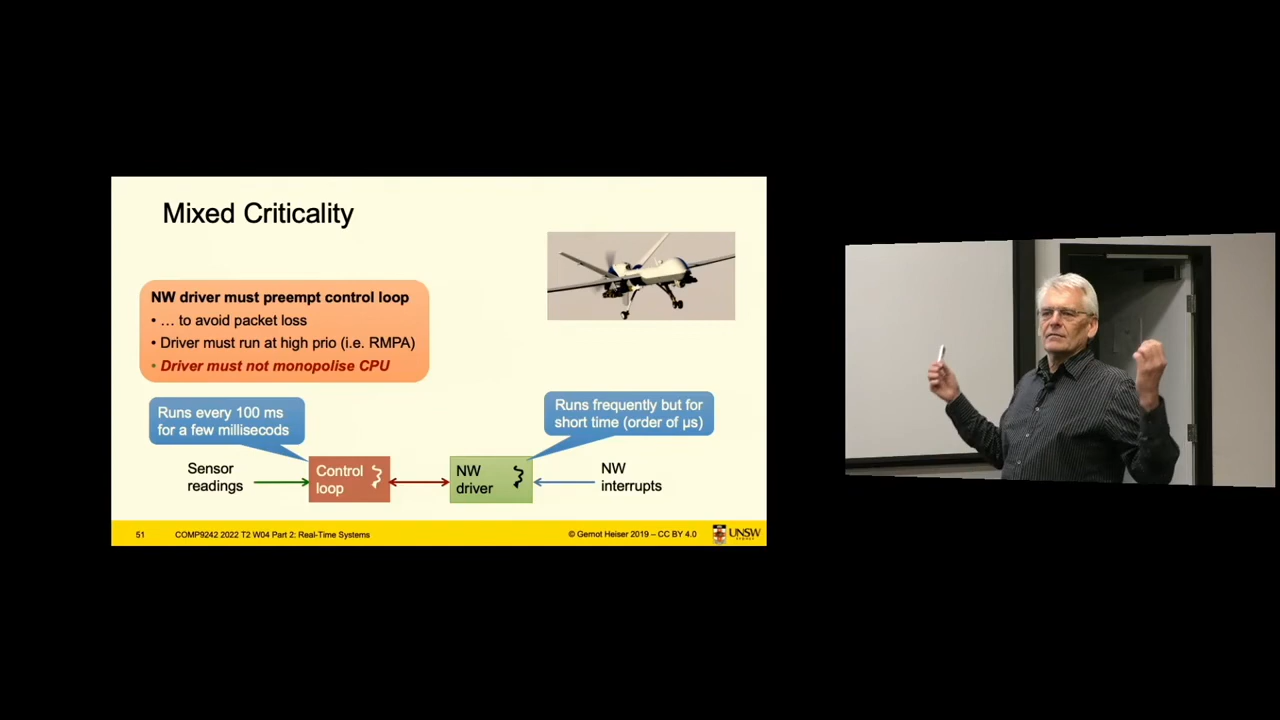 Mixed Criticality
NW driver must preempt control loop
• … to avoid packet loss
• Driver must run at high prio (i.e. RMPA)
• Driver must not monopolise CPU
Runs every 100 ms
for a few millisecods
Runs frequently but for
short time (order of µs)
Sensor
readings
Control
loop
NW
driver
NW
interrupts
51
COMP9242 2022 T2 W04 Part 2: Real-Time Systems
© Gernot Heiser 2019 – CC BY 4.0
UNSW
SYDNEY